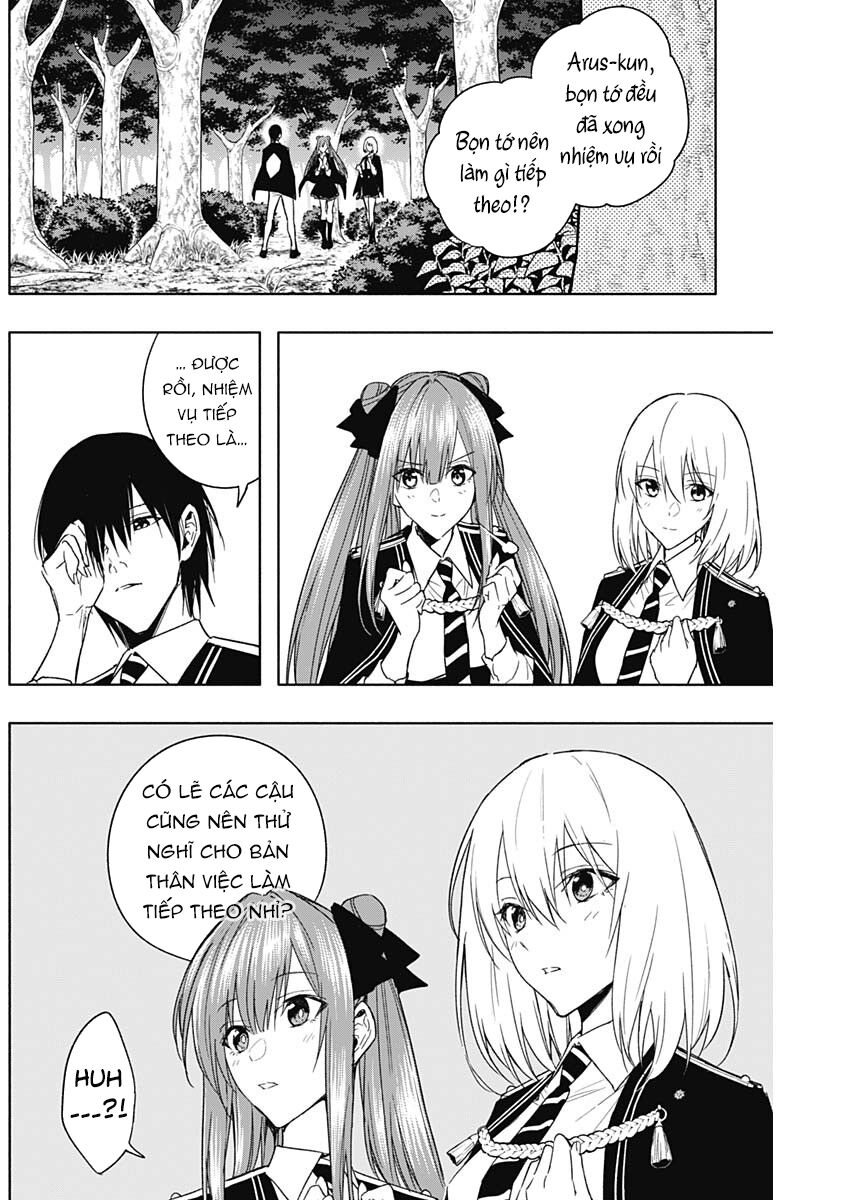 Arus-kun,
bọn tớ đều
đã xong
nhiệm vụ rồi
Bọn tớ nên
làm gì tiếp
theo!?
... ĐƯỢC
RỒI, NHIỆM
VỤ TIẾP
THEO LÀ...
CÓ LẼ CÁC CẬU
CŨNG NÊN THỬ
NGHĨ CHO BẢN
THÂN VIỆC LÀM
TIẾP THEO NHỈ?
HUH
---?!